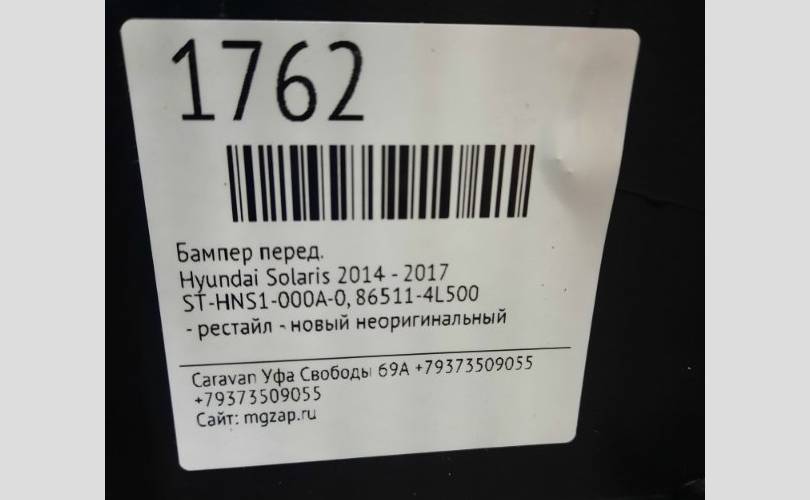 1762
Бампер перед.
Hyundai Solaris 2014 - 2017
ST-HNS1-000A-0, 86511-4L500
- рестайл - новый неоригинальный
Caravan Уфа Свободы 69А +79373509055
+79373509055
Сайт: mgzap.ru